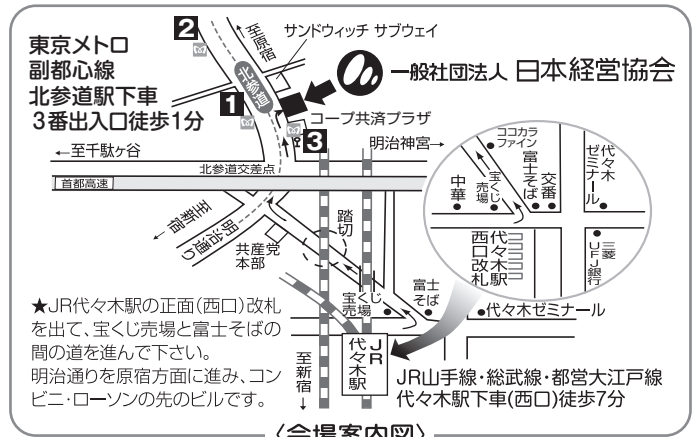 東京メトロ
副都心線
北参道駅下車
3番出入口徒歩1分
2
至原宿
サンドウィッチ サブウェイ
北参道
1
一般社団法人 日本経営協会
コープ共済プラザ
3
明治神宮→
←至千駄ヶ谷
北参道交差点
首都高速
至新宿
明治通り
共産党
本部
踏切
宝くじ
売場
富士
そば
代々木ゼミナール
ココカラ
ファイン
中華
宝くじ
売場
富士そば
交番
代々木
ゼミナール
代々木駅
西口改札
三菱
UFJ銀行
★JR代々木駅の正面(西口)改札
を出て、宝くじ売場と富士そばの
間の道を進んで下さい。
明治通りを原宿方面に進み、コン
ビニ・ローソンの先のビルです。
至新宿
JR
代々木駅
JR山手線・総武線・都営大江戸線
代々木駅下車(西口)徒歩7分
〈会場案内図〉